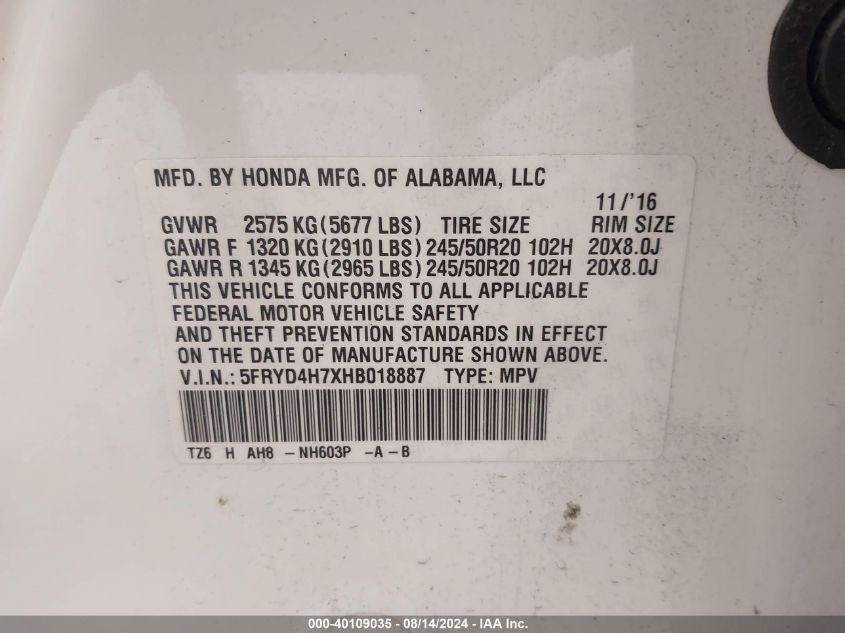 MFD. BY HONDA MFG. OF ALABAMA, LLC
11/'16
GVWR 2575 KG(5677 LBS) TIRE SIZE RIM SIZE
GAWR F 1320 KG(2910 LBS) 245/50R20 102H 20X8.0J
GAWR R 1345 KG(2965 LBS) 245/50R20 102H 20X8.0J
THIS VEHICLE CONFORMS TO ALL APPLICABLE
FEDERAL MOTOR VEHICLE SAFETY
AND THEFT PREVENTION STANDARDS IN EFFECT
ON THE DATE OF MANUFACTURE SHOWN ABOVE.
V.I.N.: 5FRYD4H7XHB018887 TYPE: MPV
TZ6 H AH8 - NH603P -A-B
000-40109035 - 08/14/2024 - IAA Inc.